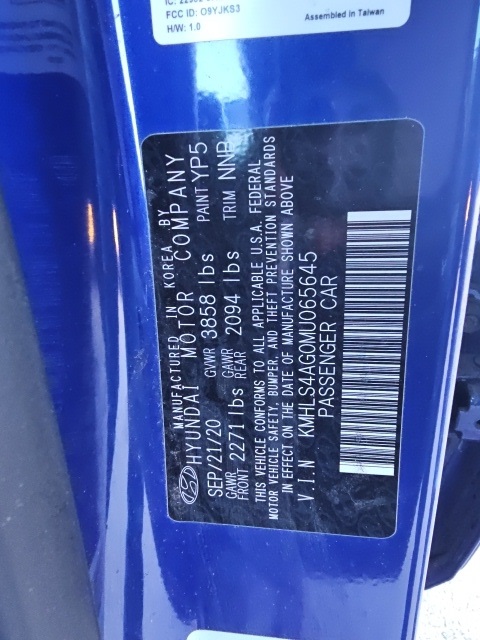 FCC ID: O9YJKS3
H/W: 1.0
Assembled in Taiwan
MANUFACTURED IN KOREA BY
HYUNDAI MOTOR COMPANY
SEP/21/20 GVWR 3858 lbs PAINT YP5
GAWR FRONT 2271 lbs GAWR REAR 2094 lbs TRIM NNB
THIS VEHICLE CONFORMS TO ALL APPLICABLE U.S.A. FEDERAL
MOTOR VEHICLE SAFETY, BUMPER, AND THEFT PREVENTION STANDARDS
IN EFFECT ON THE DATE OF MANUFACTURE SHOWN ABOVE
V.I.N KMHLS4AG0MU065645
PASSENGER CAR